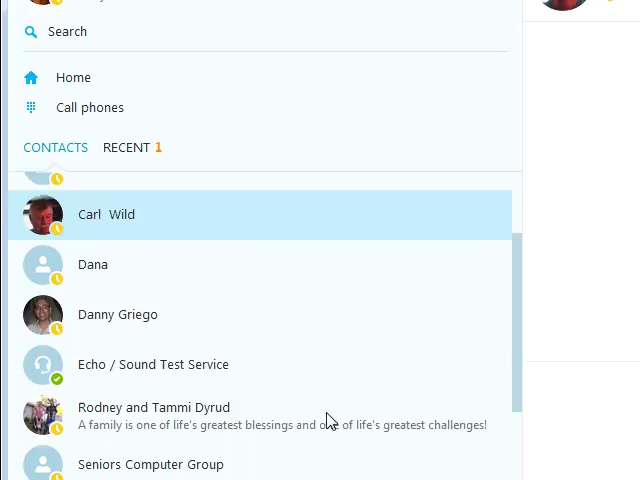 Search
Home
Call phones
CONTACTS RECENT 1
Carl Wild
Dana
Danny Griego
Echo / Sound Test Service
Rodney and Tammi Dyrud
A family is one of life's greatest blessings and one of life's greatest challenges!
Seniors Computer Group